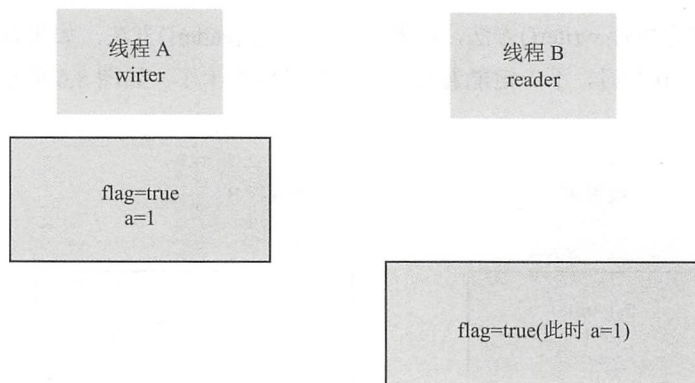 线程 A
wirter
线程 B
reader
flag=true
a=1
flag=true(此时 a=1)